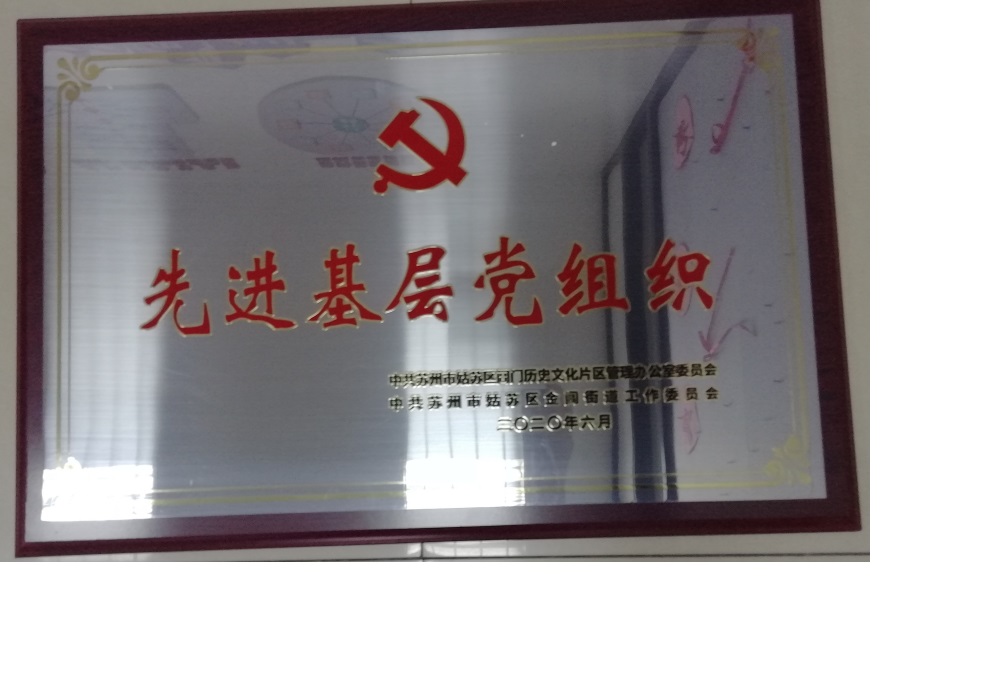 先进基层党组织
中共苏州市姑苏区阊门历史文化片区管理办公室委员会
中共苏州市姑苏区金阊街道工作委员会
二〇二〇年六月